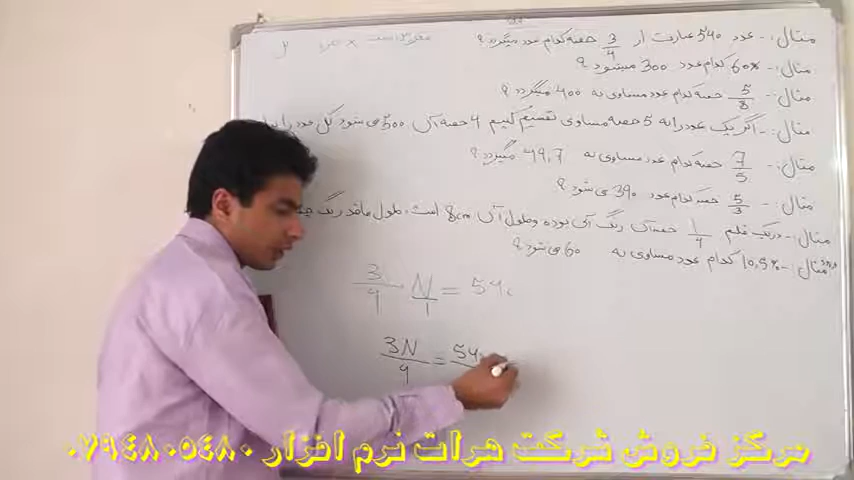 مثال:- عدد 540 عبارت از 3/4 حصه کدام عدد میگردد ؟
مثال:- 60% کدام عدد 300 میشود ؟
مثال:- 5/8 حصه کدام عدد مساوی به 400 میگردد ؟
مثال:- اگر یک عدد را به 5 حصه مساوی تقسیم کنیم 4 حصه آن 500 می شود کل عدد را
مثال:- 7/5 حصه کدام عدد مساوی به 49,7 میگردد ؟
مثال:- 5/3 حصه کدام عدد 390 می شود ؟
مثال:- در یک قلم 1/4 حصه آن رنگ آبی بوده و طول آن 8cm است. طول
مثال:- 10,5% کدام عدد مساوی به 60 می شود ؟
3/4 · N/1 = 540
3N/4 = 54
مرکز فروش شرکت هرات نرم افزار ۰۷۹۴۸۰۵۴۸۰